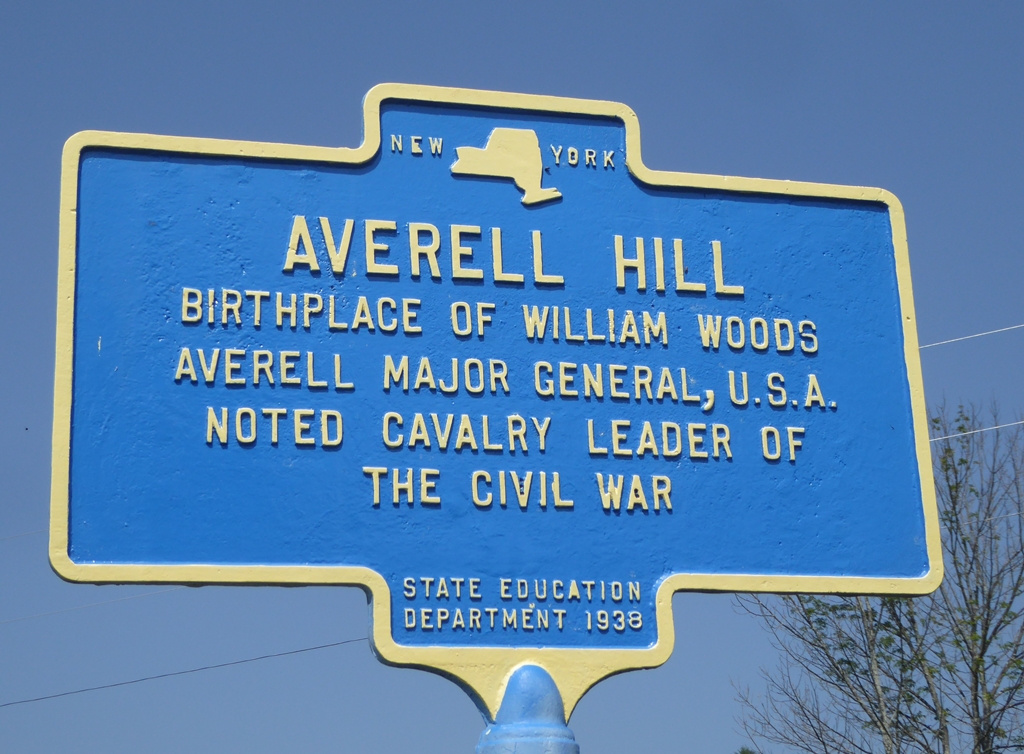 NEW YORK
AVERELL HILL
BIRTHPLACE OF WILLIAM WOODS
AVERELL MAJOR GENERAL, U.S.A.
NOTED CAVALRY LEADER OF
THE CIVIL WAR
STATE EDUCATION
DEPARTMENT 1938